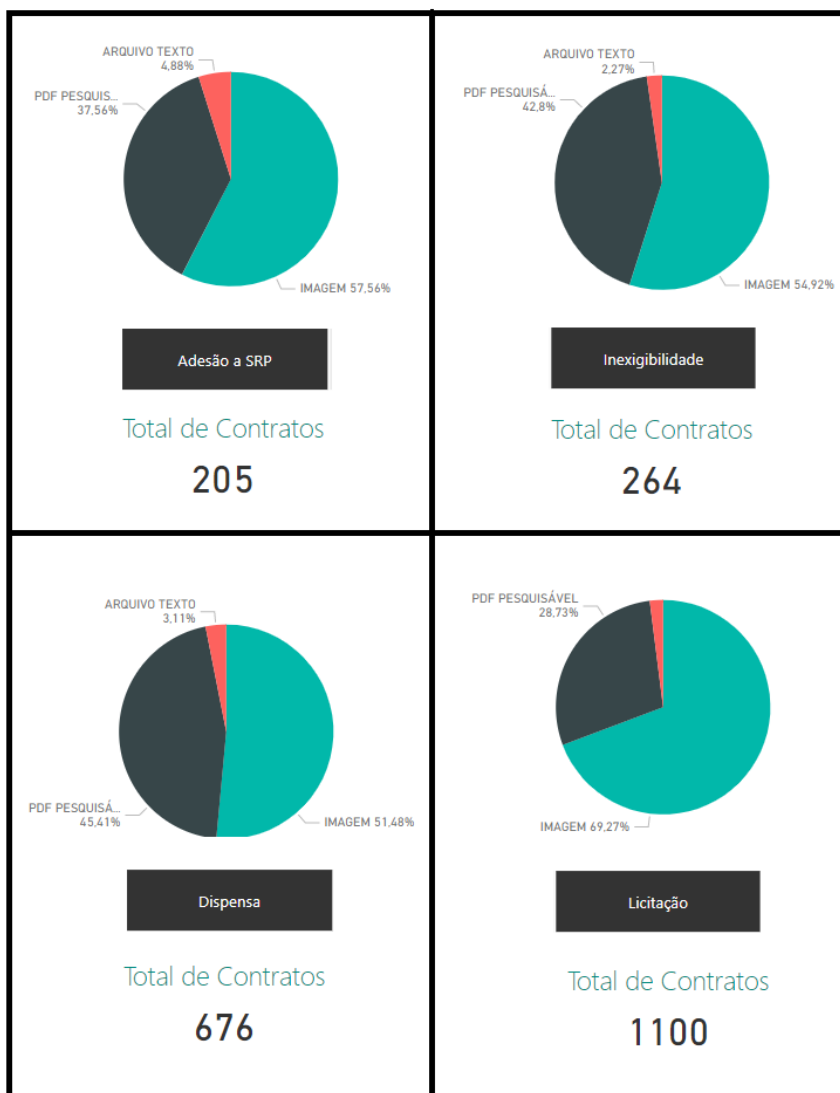 ARQUIVO TEXTO
4,88%
PDF PESQUIS...
37,56%
IMAGEM 57,56%
Adesão a SRP
Total de Contratos
205
ARQUIVO TEXTO
2,27%
PDF PESQUISÁ...
42,8%
IMAGEM 54,92%
Inexigibilidade
Total de Contratos
264
ARQUIVO TEXTO
3,11%
PDF PESQUISÁ...
45,41%
IMAGEM 51,48%
Dispensa
Total de Contratos
676
PDF PESQUISÁVEL
28,73%
IMAGEM 69,27%
Licitação
Total de Contratos
1100